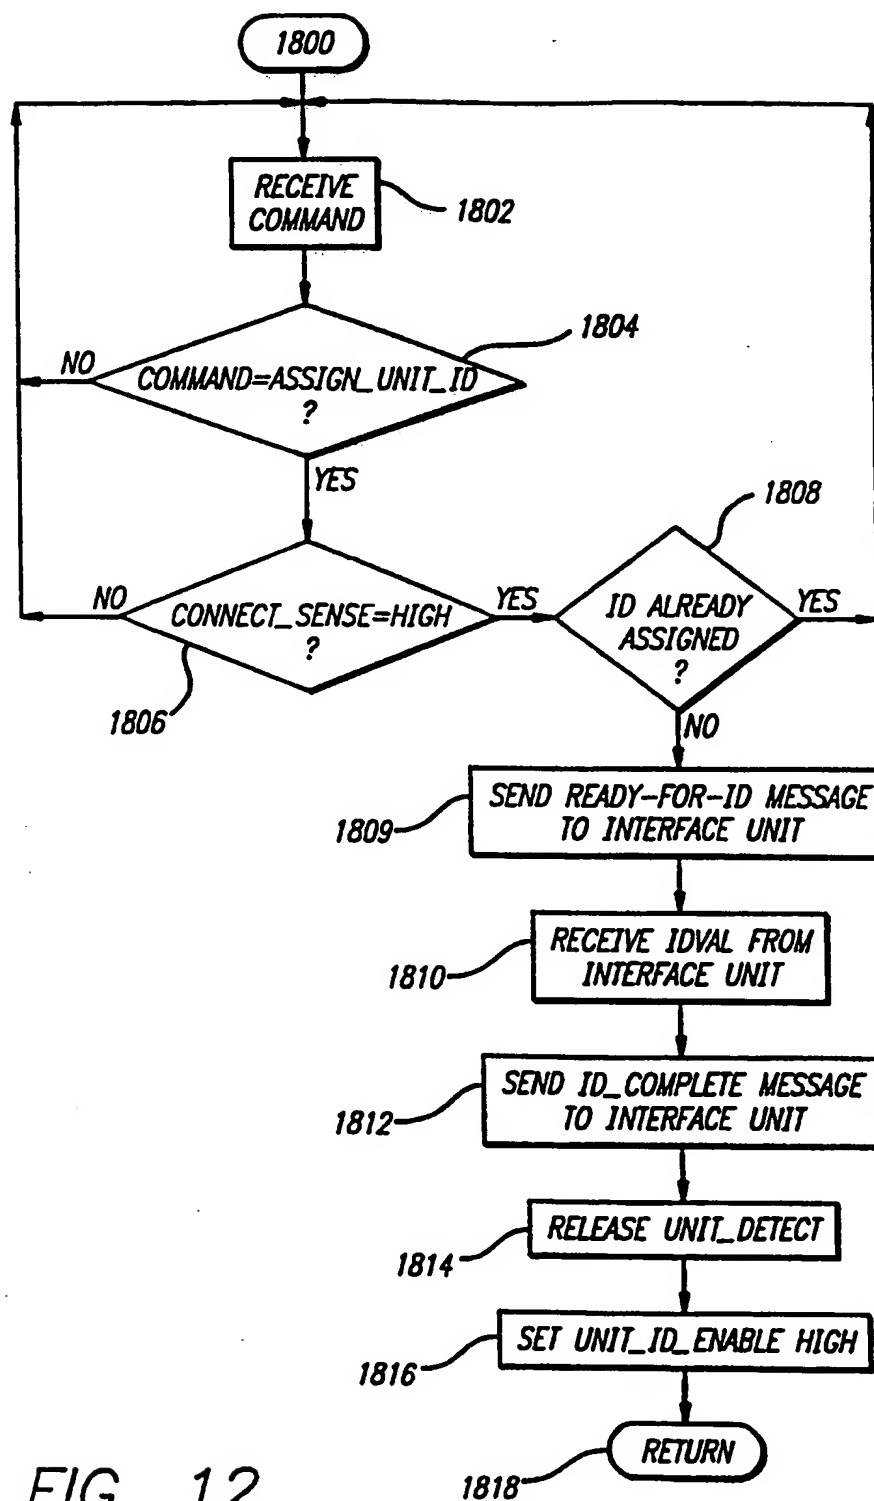 1800
RECEIVE
COMMAND
1802
1804
NO
COMMAND=ASSIGN_UNIT_ID
?
YES
1808
NO
CONNECT_SENSE=HIGH
?
YES
ID ALREADY
ASSIGNED
?
YES
1806
NO
SEND READY-FOR-ID MESSAGE
TO INTERFACE UNIT
1809
RECEIVE IDVAL FROM
INTERFACE UNIT
1810
SEND ID_COMPLETE MESSAGE
TO INTERFACE UNIT
1812
RELEASE UNIT_DETECT
1814
SET UNIT_ID_ENABLE HIGH
1816
RETURN
1818
FIG. 12